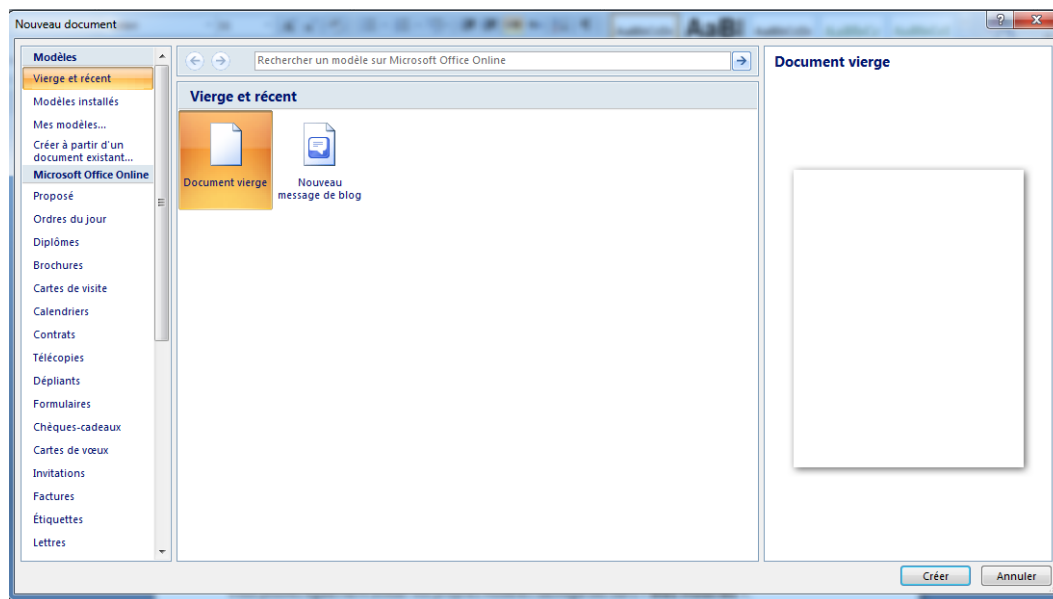 Nouveau document
AaBl
Modèles
Vierge et récent
Modèles installés
Mes modèles...
Créer à partir d'un
document existant...
Microsoft Office Online
Proposé
Ordres du jour
Diplômes
Brochures
Cartes de visite
Calendriers
Contrats
Télécopies
Dépliants
Formulaires
Chèques-cadeaux
Cartes de vœux
Invitations
Factures
Étiquettes
Lettres
Rechercher un modèle sur Microsoft Office Online
Vierge et récent
Document vierge
Nouveau
message de blog
Document vierge
Créer
Annuler